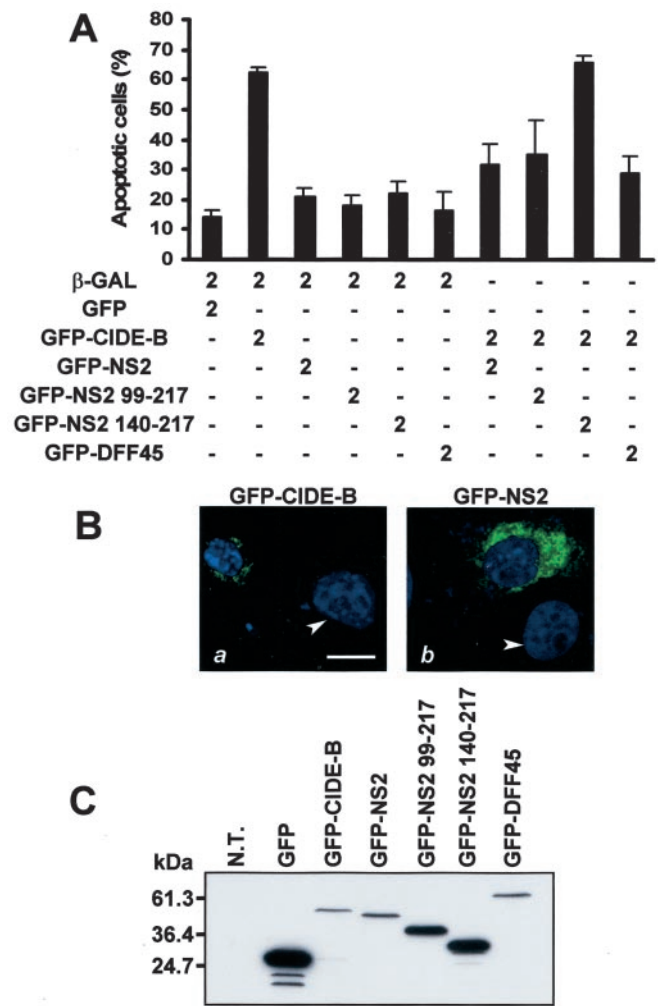 A
Apoptotic cells (%)
80
70
60
50
40
30
20
10
0
β-GAL 2 2 2 2 2 2 - - - -
GFP 2 - - - - - - - - -
GFP-CIDE-B - 2 - - - - 2 2 2 2
GFP-NS2 - - 2 - - - 2 - - -
GFP-NS2 99-217 - - - 2 - - - 2 - -
GFP-NS2 140-217 - - - - 2 - - - 2 -
GFP-DFF45 - - - - - 2 - - - 2
B
GFP-CIDE-B GFP-NS2
a b
C
N.T. GFP GFP-CIDE-B GFP-NS2 GFP-NS2 99-217 GFP-NS2 140-217 GFP-DFF45
kDa
61.3
36.4
24.7